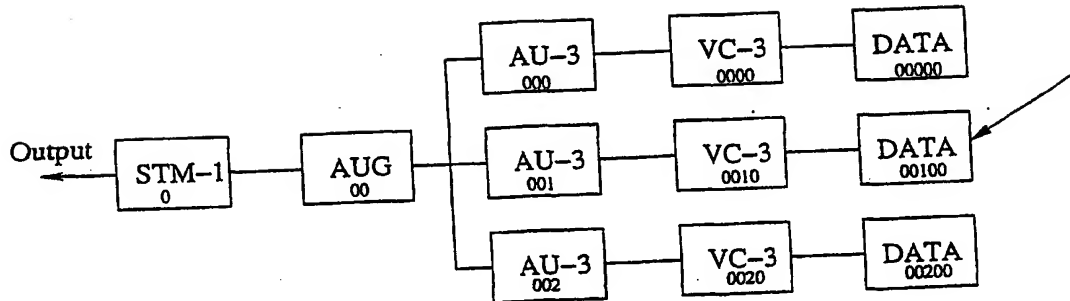 AU-3
000
VC-3
0000
DATA
00000
Output
STM-1
0
AUG
00
AU-3
001
VC-3
0010
DATA
00100
AU-3
002
VC-3
0020
DATA
00200